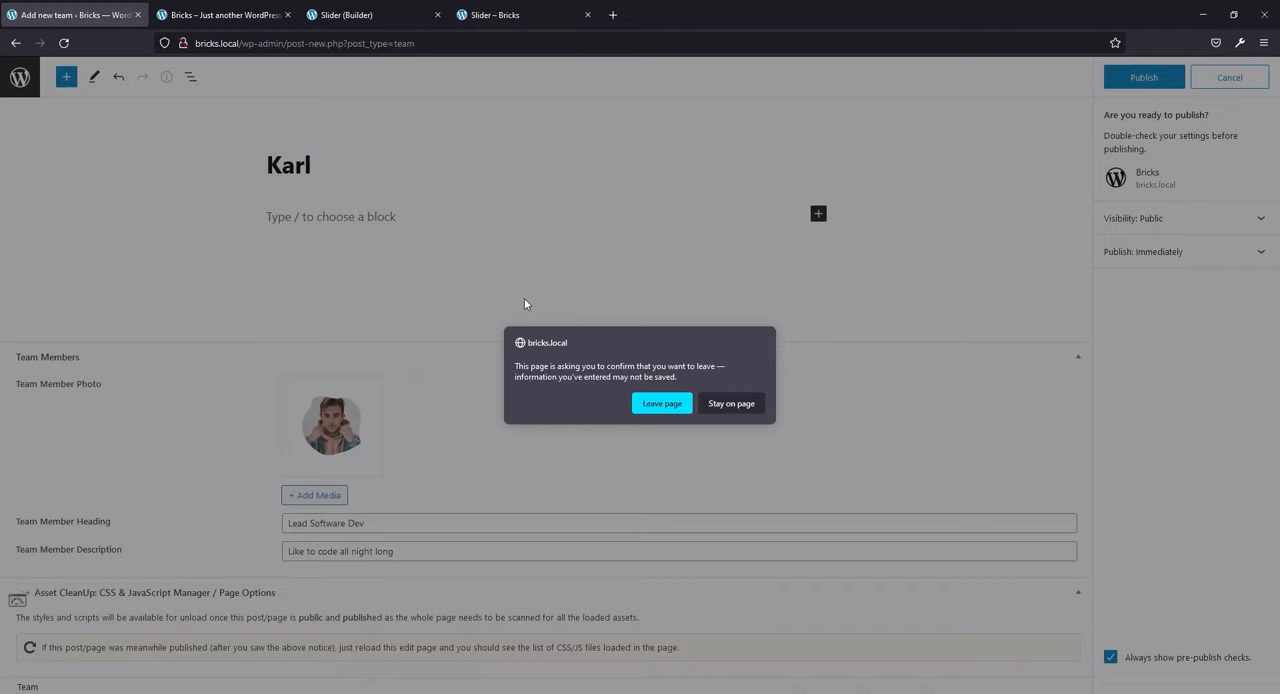 Add new team ‹ Bricks — Word
Bricks – Just another WordPress
Slider (Builder)
Slider – Bricks
bricks.local/wp-admin/post-new.php?post_type=team
Publish
Cancel
Are you ready to publish?
Double-check your settings before
publishing.
Bricks
bricks.local
Visibility: Public
Publish: Immediately
Karl
Type / to choose a block
bricks.local
This page is asking you to confirm that you want to leave —
information you've entered may not be saved.
Leave page
Stay on page
Team Members
Team Member Photo
+ Add Media
Team Member Heading
Lead Software Dev
Team Member Description
Like to code all night long
Asset CleanUp: CSS & JavaScript Manager / Page Options
The styles and scripts will be available for unload once this post/page is public and published as the whole page needs to be scanned for all the loaded assets.
If this post/page was meanwhile published (after you saw the above notice), just reload this edit page and you should see the list of CSS/JS files loaded in the page.
Always show pre-publish checks.
Team